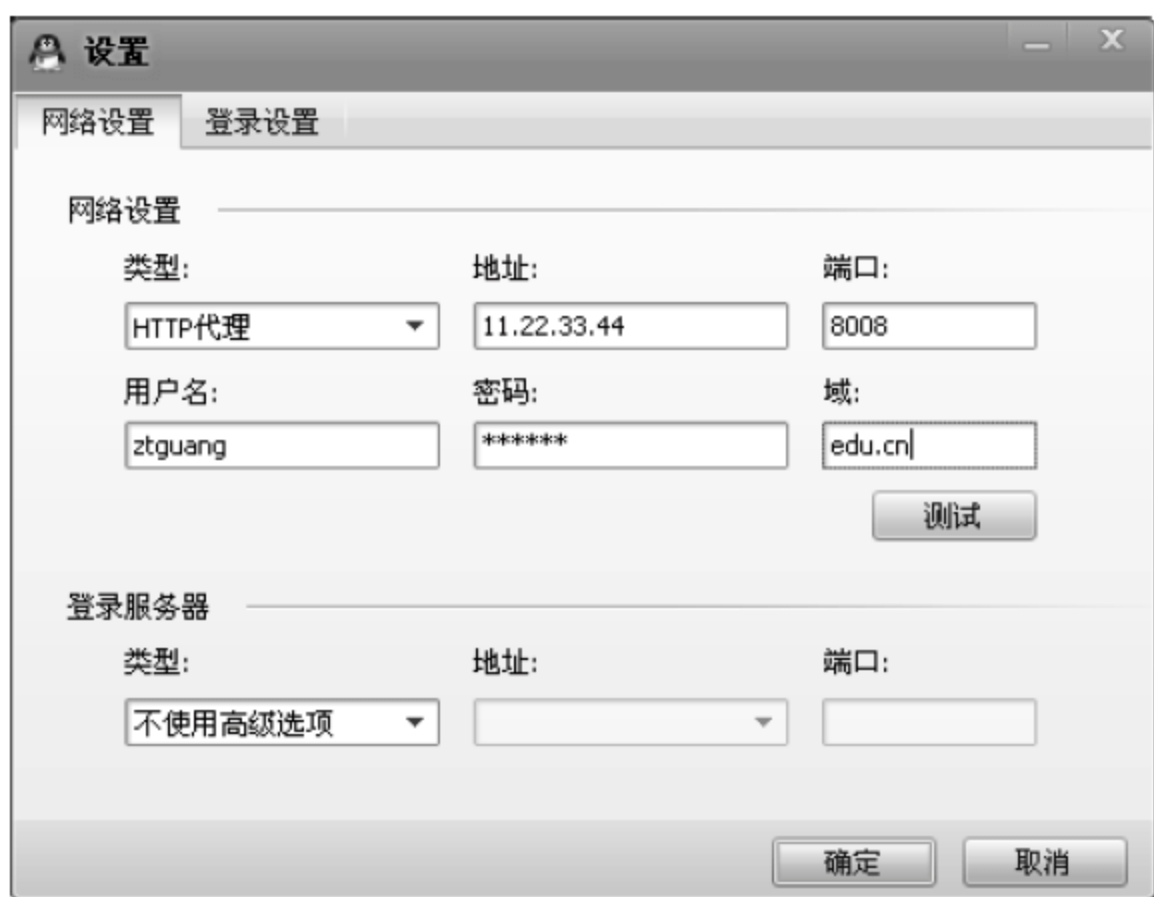 设置
网络设置 登录设置
网络设置
类型: 地址: 端口:
HTTP代理 11.22.33.44 8008
用户名: 密码: 域:
ztguang ****** edu.cn
测试
登录服务器
类型: 地址: 端口:
不使用高级选项
确定 取消